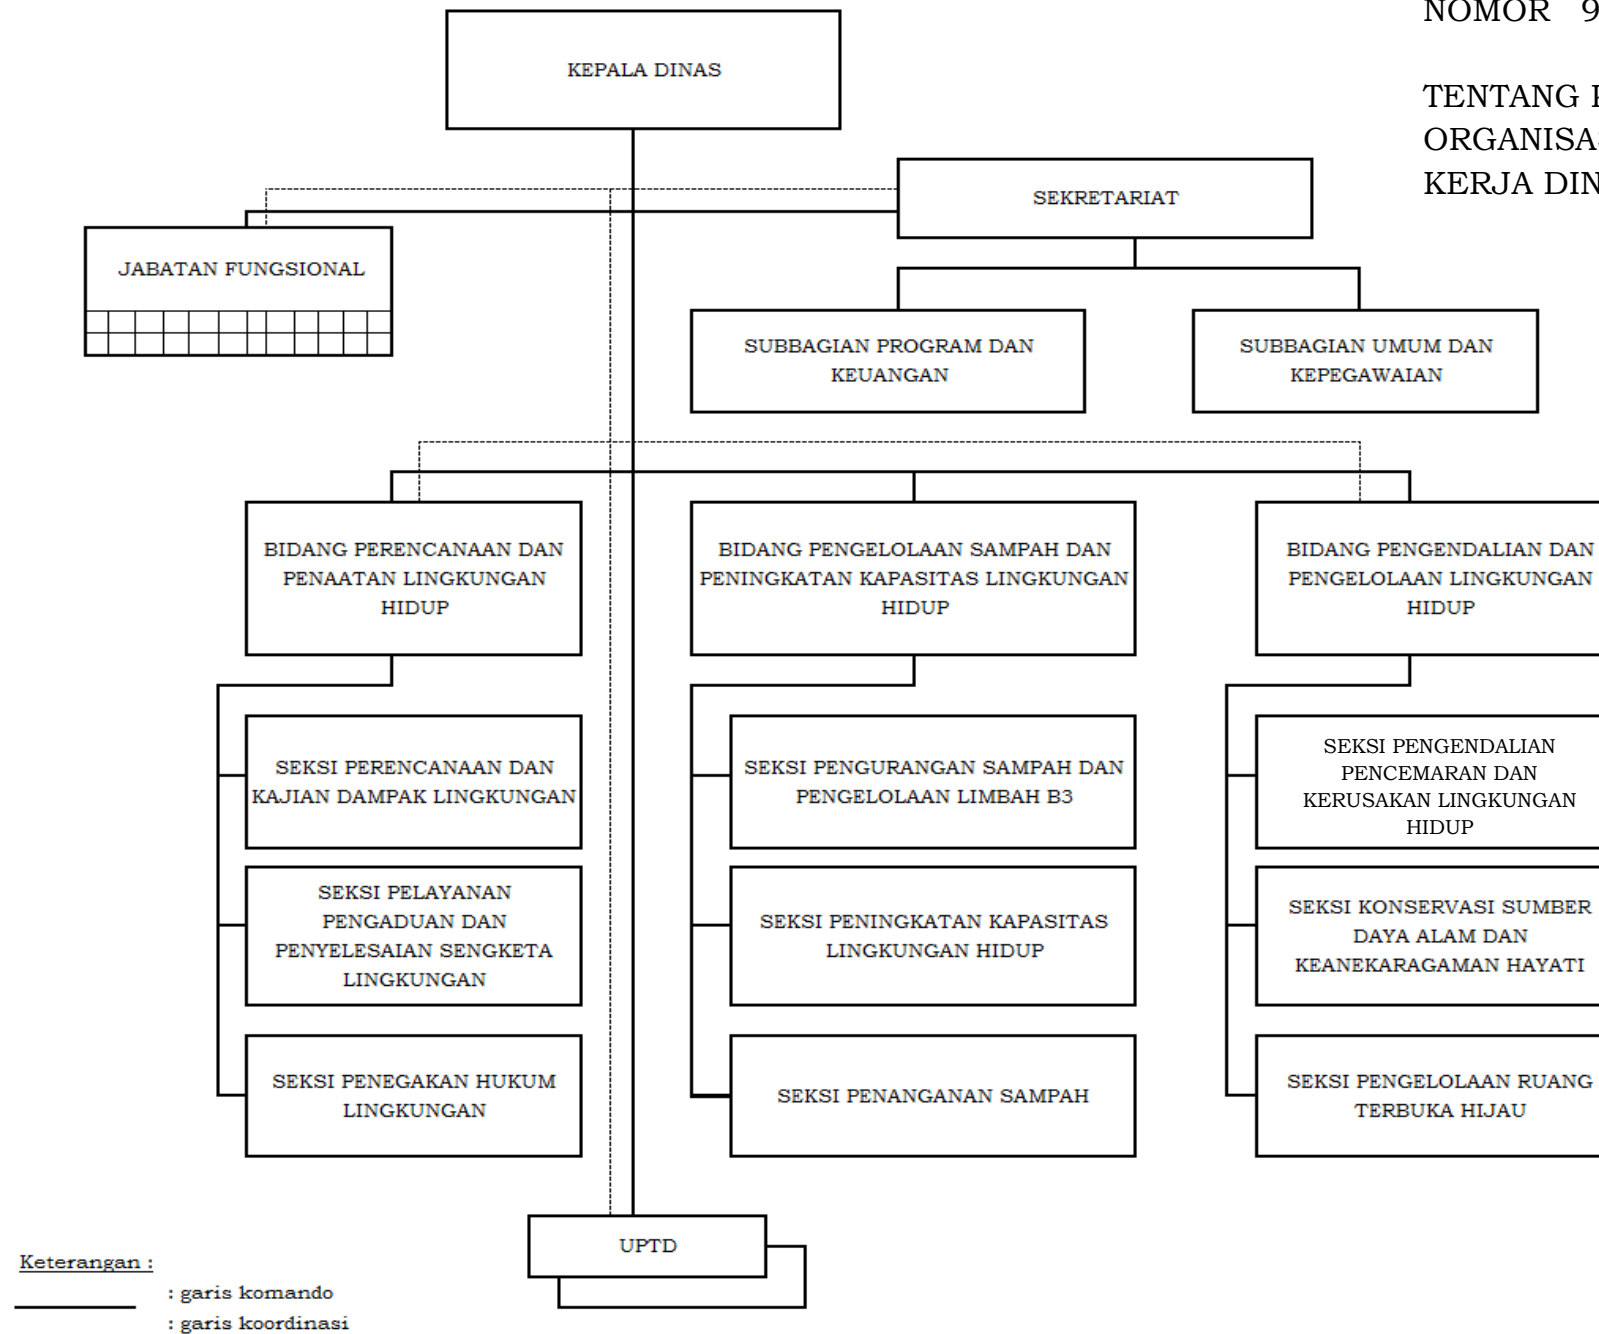 NOMOR 9
TENTANG
ORGANISAS
KERJA DIN
KEPALA DINAS
SEKRETARIAT
JABATAN FUNGSIONAL
SUBBAGIAN PROGRAM DAN
KEUANGAN
SUBBAGIAN UMUM DAN
KEPEGAWAIAN
BIDANG PERENCANAAN DAN
PENAATAN LINGKUNGAN
HIDUP
BIDANG PENGELOLAAN SAMPAH DAN
PENINGKATAN KAPASITAS LINGKUNGAN
HIDUP
BIDANG PENGENDALIAN DAN
PENGELOLAAN LINGKUNGAN
HIDUP
SEKSI PERENCANAAN DAN
KAJIAN DAMPAK LINGKUNGAN
SEKSI PENGURANGAN SAMPAH DAN
PENGELOLAAN LIMBAH B3
SEKSI PENGENDALIAN
PENCEMARAN DAN
KERUSAKAN LINGKUNGAN
HIDUP
SEKSI PELAYANAN
PENGADUAN DAN
PENYELESAIAN SENGKETA
LINGKUNGAN
SEKSI PENINGKATAN KAPASITAS
LINGKUNGAN HIDUP
SEKSI KONSERVASI SUMBER
DAYA ALAM DAN
KEANEKARAGAMAN HAYATI
SEKSI PENEGAKAN HUKUM
LINGKUNGAN
SEKSI PENANGANAN SAMPAH
SEKSI PENGELOLAAN RUANG
TERBUKA HIJAU
UPTD
Keterangan :
: garis komando
: garis koordinasi